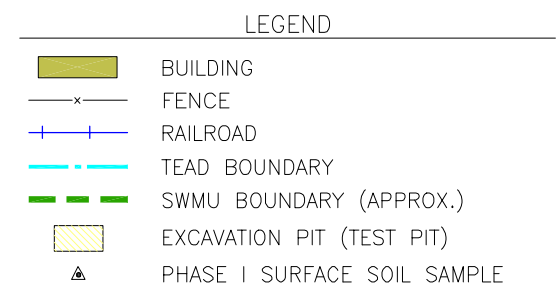 LEGEND
BUILDING
FENCE
RAILROAD
TEAD BOUNDARY
SWMU BOUNDARY (APPROX.)
EXCAVATION PIT (TEST PIT)
PHASE I SURFACE SOIL SAMPLE